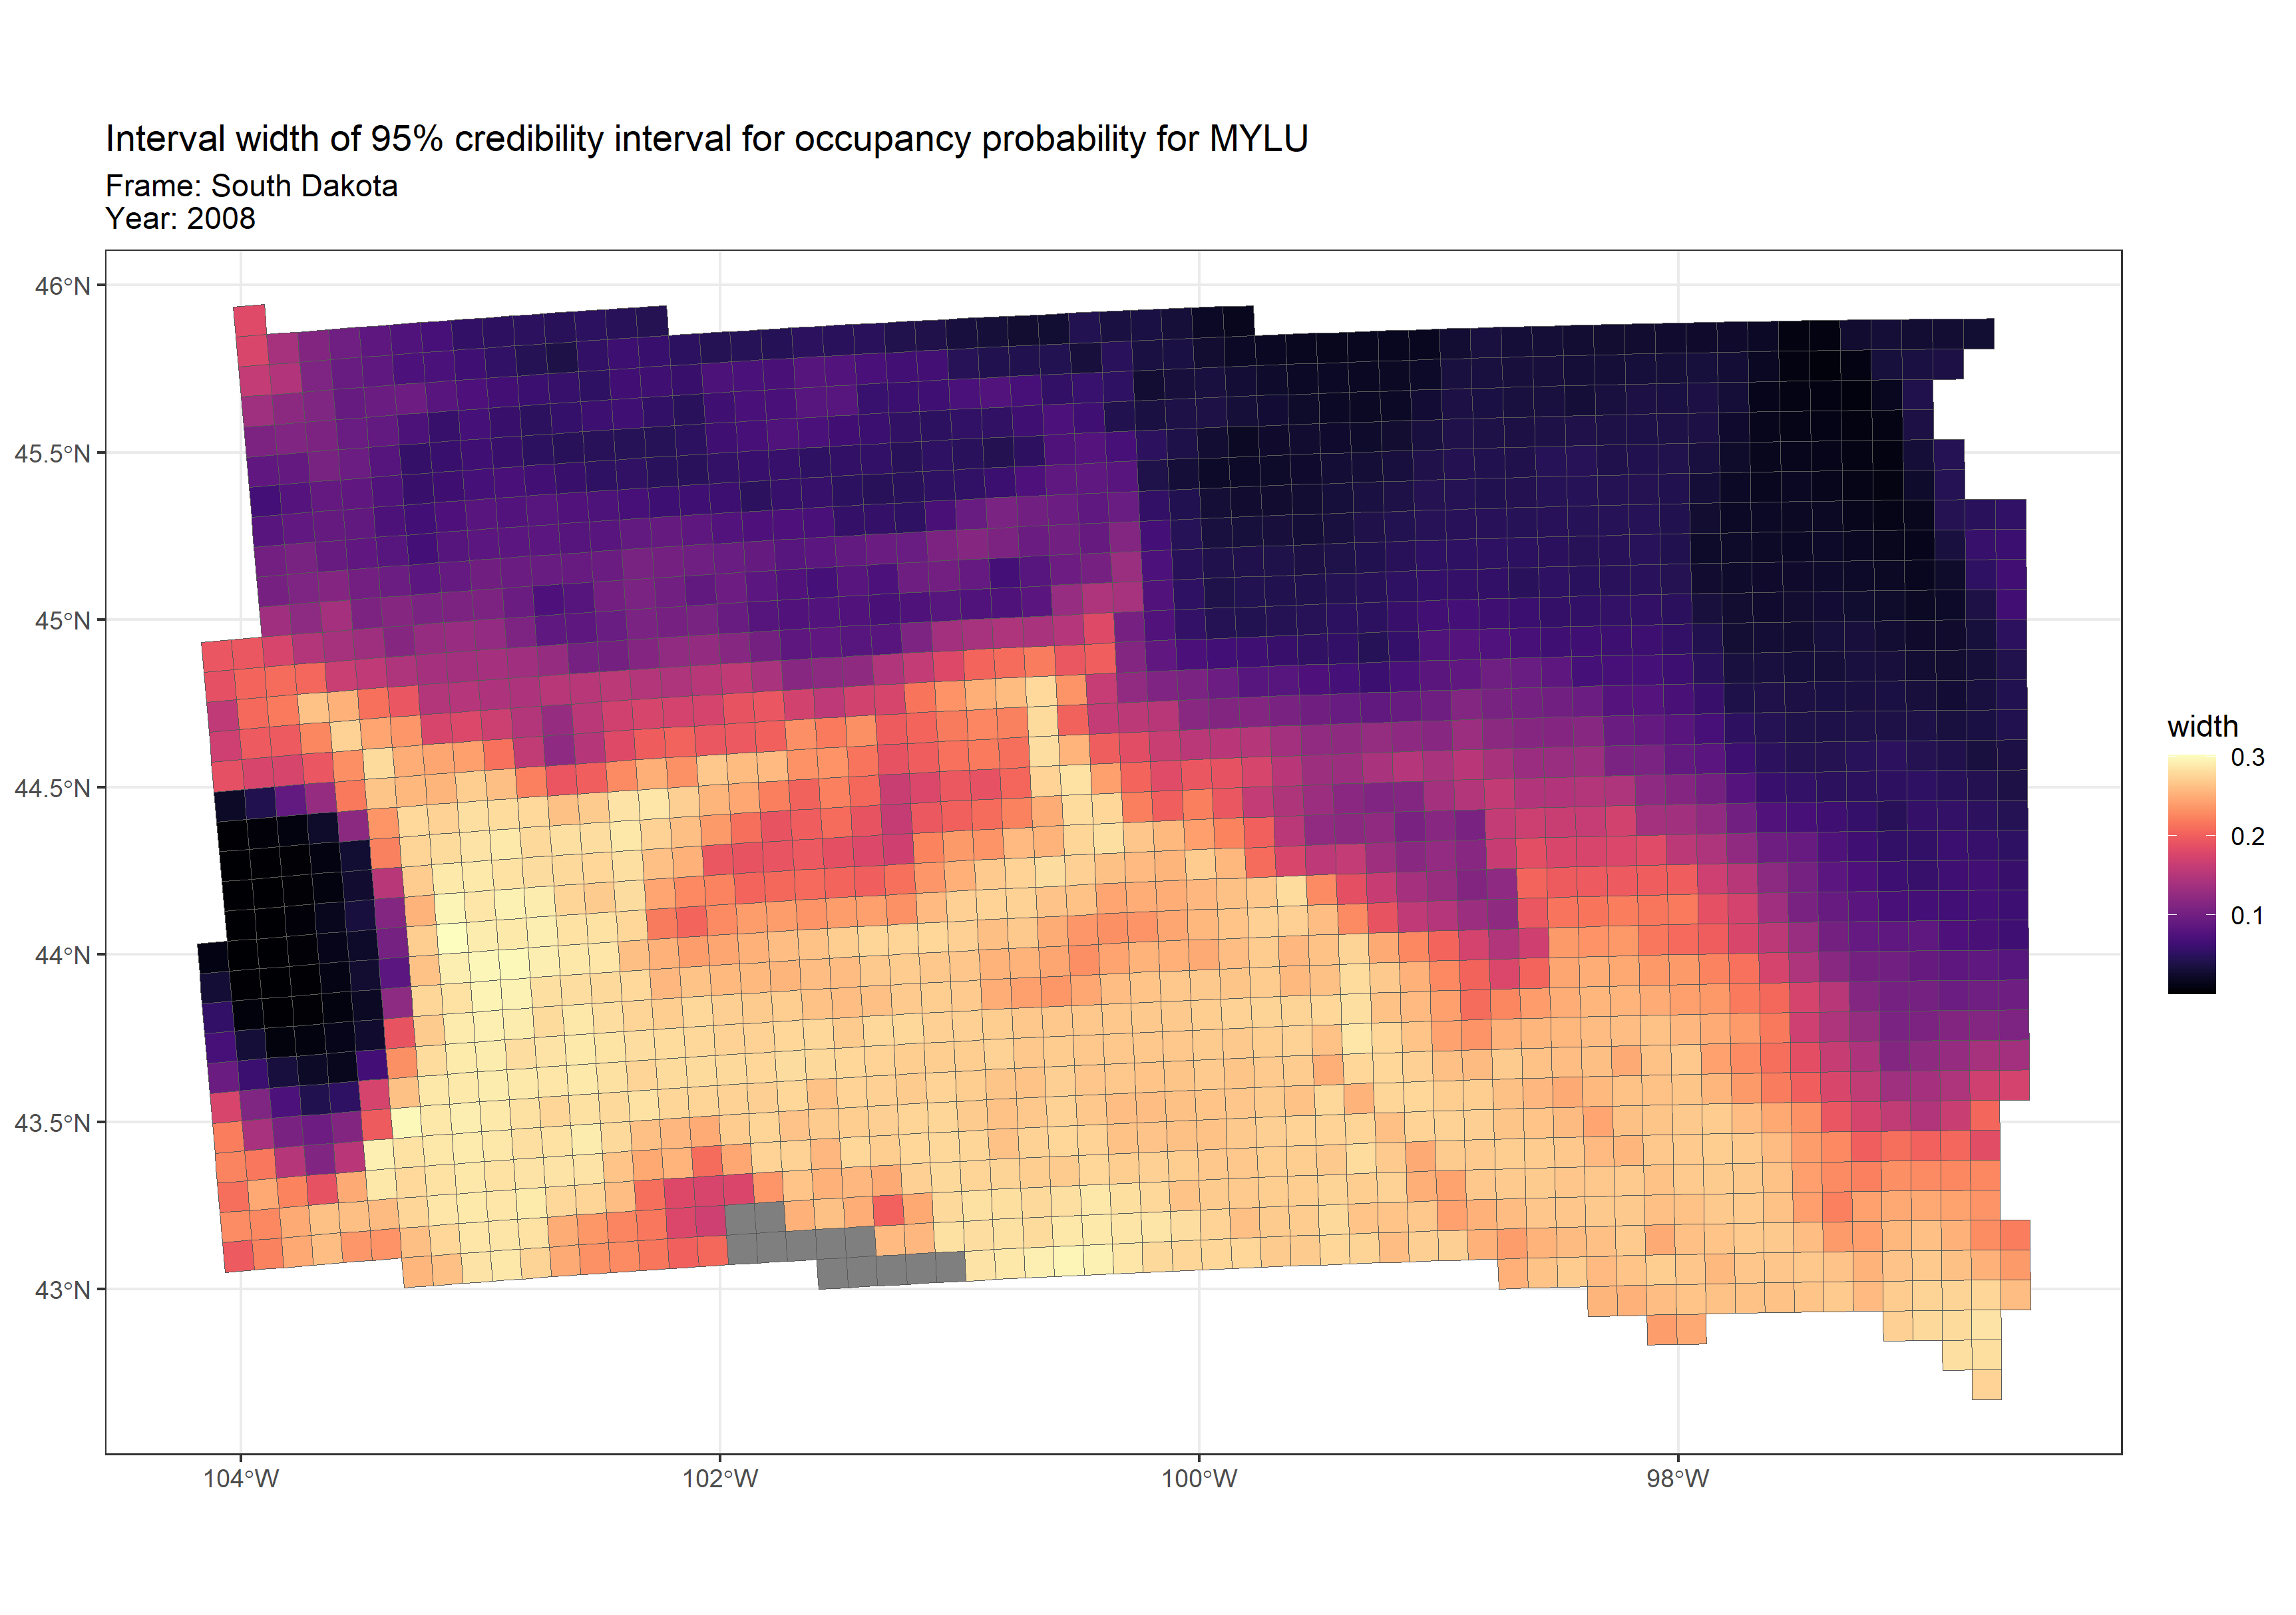 Interval width of 95% credibility interval for occupancy probability for MYLU
Frame: South Dakota
Year: 2008
46°N
45.5°N
45°N
44.5°N
44°N
43.5°N
43°N
104°W
102°W
100°W
98°W
width
0.3
0.2
0.1